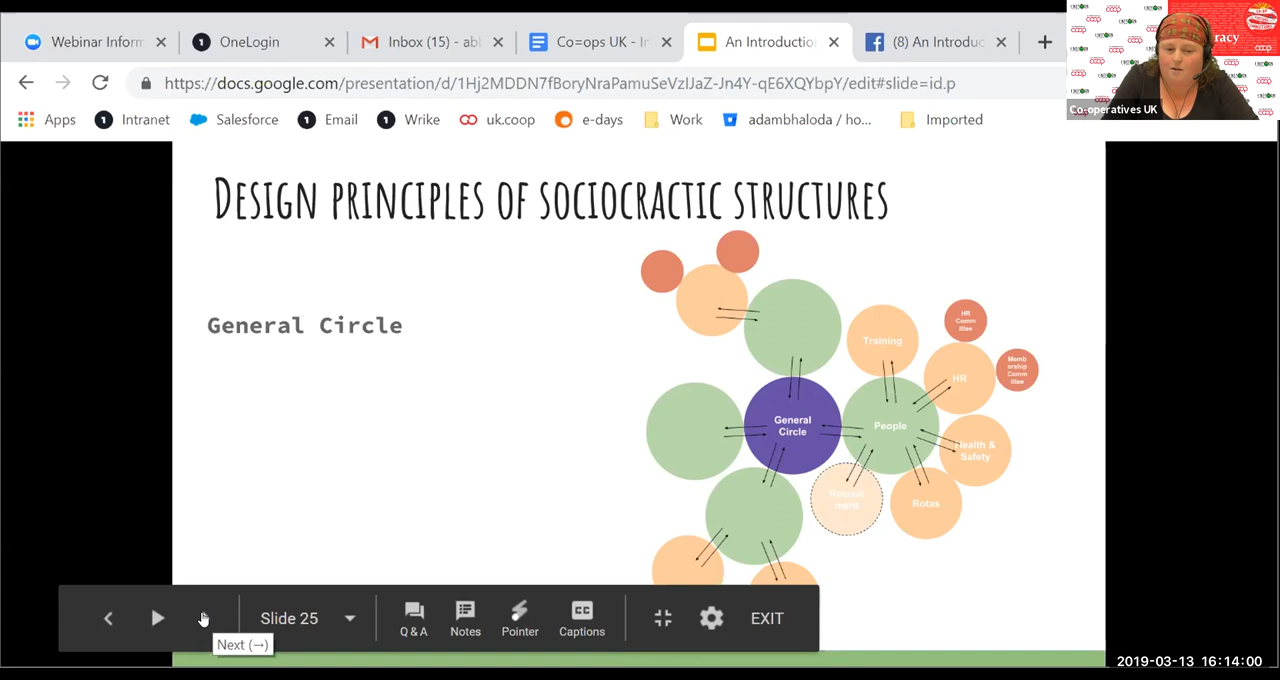 Webinar Inform
OneLogin
Inbox (15) - abl
Co=ops UK - In
An Introductio
(8) An Introduc
https://docs.google.com/presentation/d/1Hj2MDDN7fBoryNraPamuSeVzIJaZ-Jn4Y-qE6XQYbpY/edit#slide=id.p
Apps
Intranet
Salesforce
Email
Wrike
uk.coop
e-days
Work
adambhaloda / ho...
Imported
racy
Co-operatives UK
Design principles of sociocractic structures
General Circle
HR
Comm
ittee
Training
Memb
ership
Comm
ittee
HR
General
Circle
People
Health &
Safety
Recruit
ment
Rotas
Slide 25
Q & A
Notes
Pointer
CC
Captions
EXIT
Next (→)
2019-03-13 16:14:00